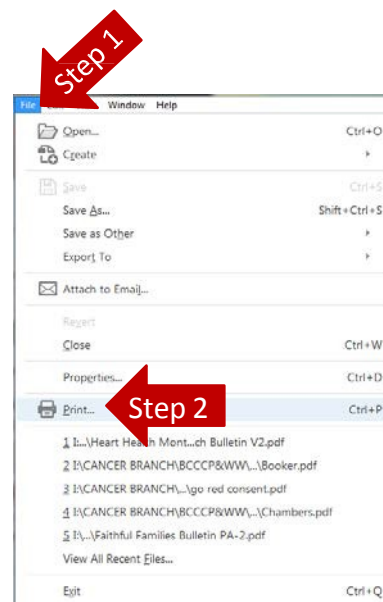 Step 1
File Window Help
Open... Ctrl+O
Create
Save Ctrl+S
Save As... Shift+Ctrl+S
Save as Other
Export To
Attach to Email...
Revert
Close Ctrl+W
Properties... Ctrl+D
Print... Step 2 Ctrl+P
1 I:...\Heart Health Mont...ch Bulletin V2.pdf
2 I:\CANCER BRANCH\BCCCP&WW\...\Booker.pdf
3 I:\CANCER BRANCH\...\go red consent.pdf
4 I:\CANCER BRANCH\BCCCP&WW\...\Chambers.pdf
5 I:\...\Faithful Families Bulletin PA-2.pdf
View All Recent Files...
Exit Ctrl+Q